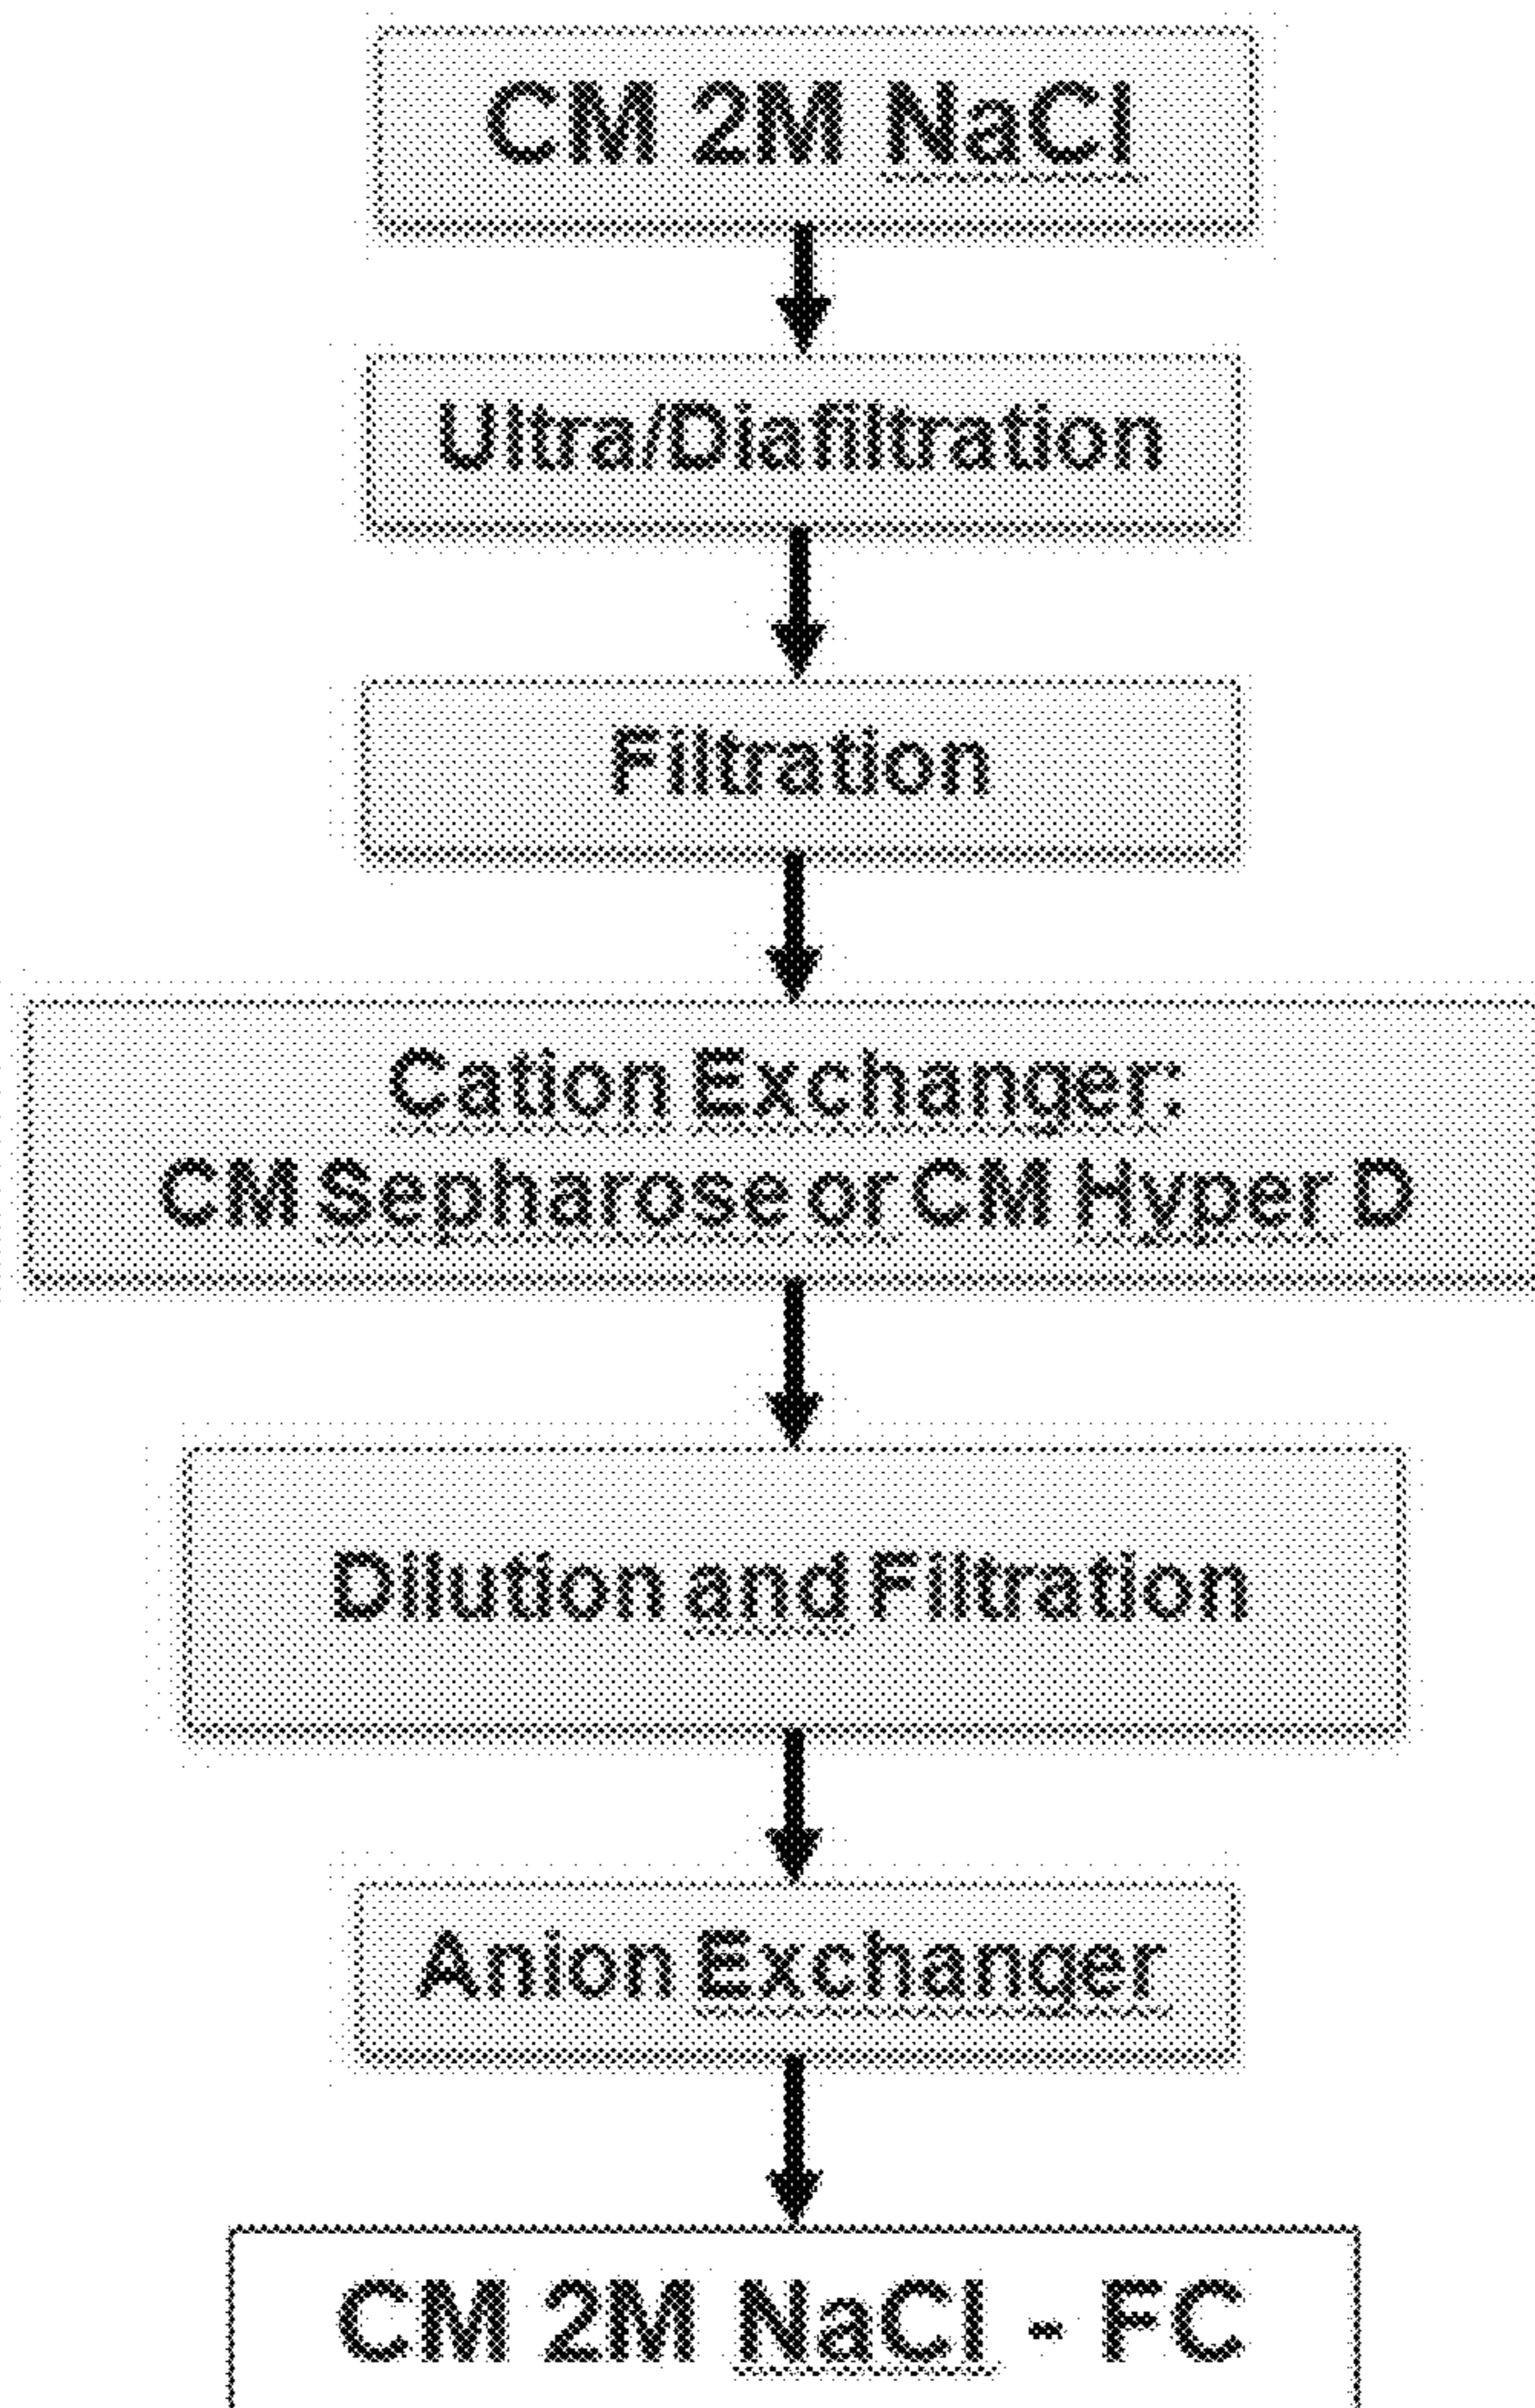 CM 2M NaCl
Ultra/Diafiltration
Filtration
Cation Exchanger:
CM Sepharose or CM Hyper D
Dilution and Filtration
Anion Exchanger
CM 2M NaCl - FC